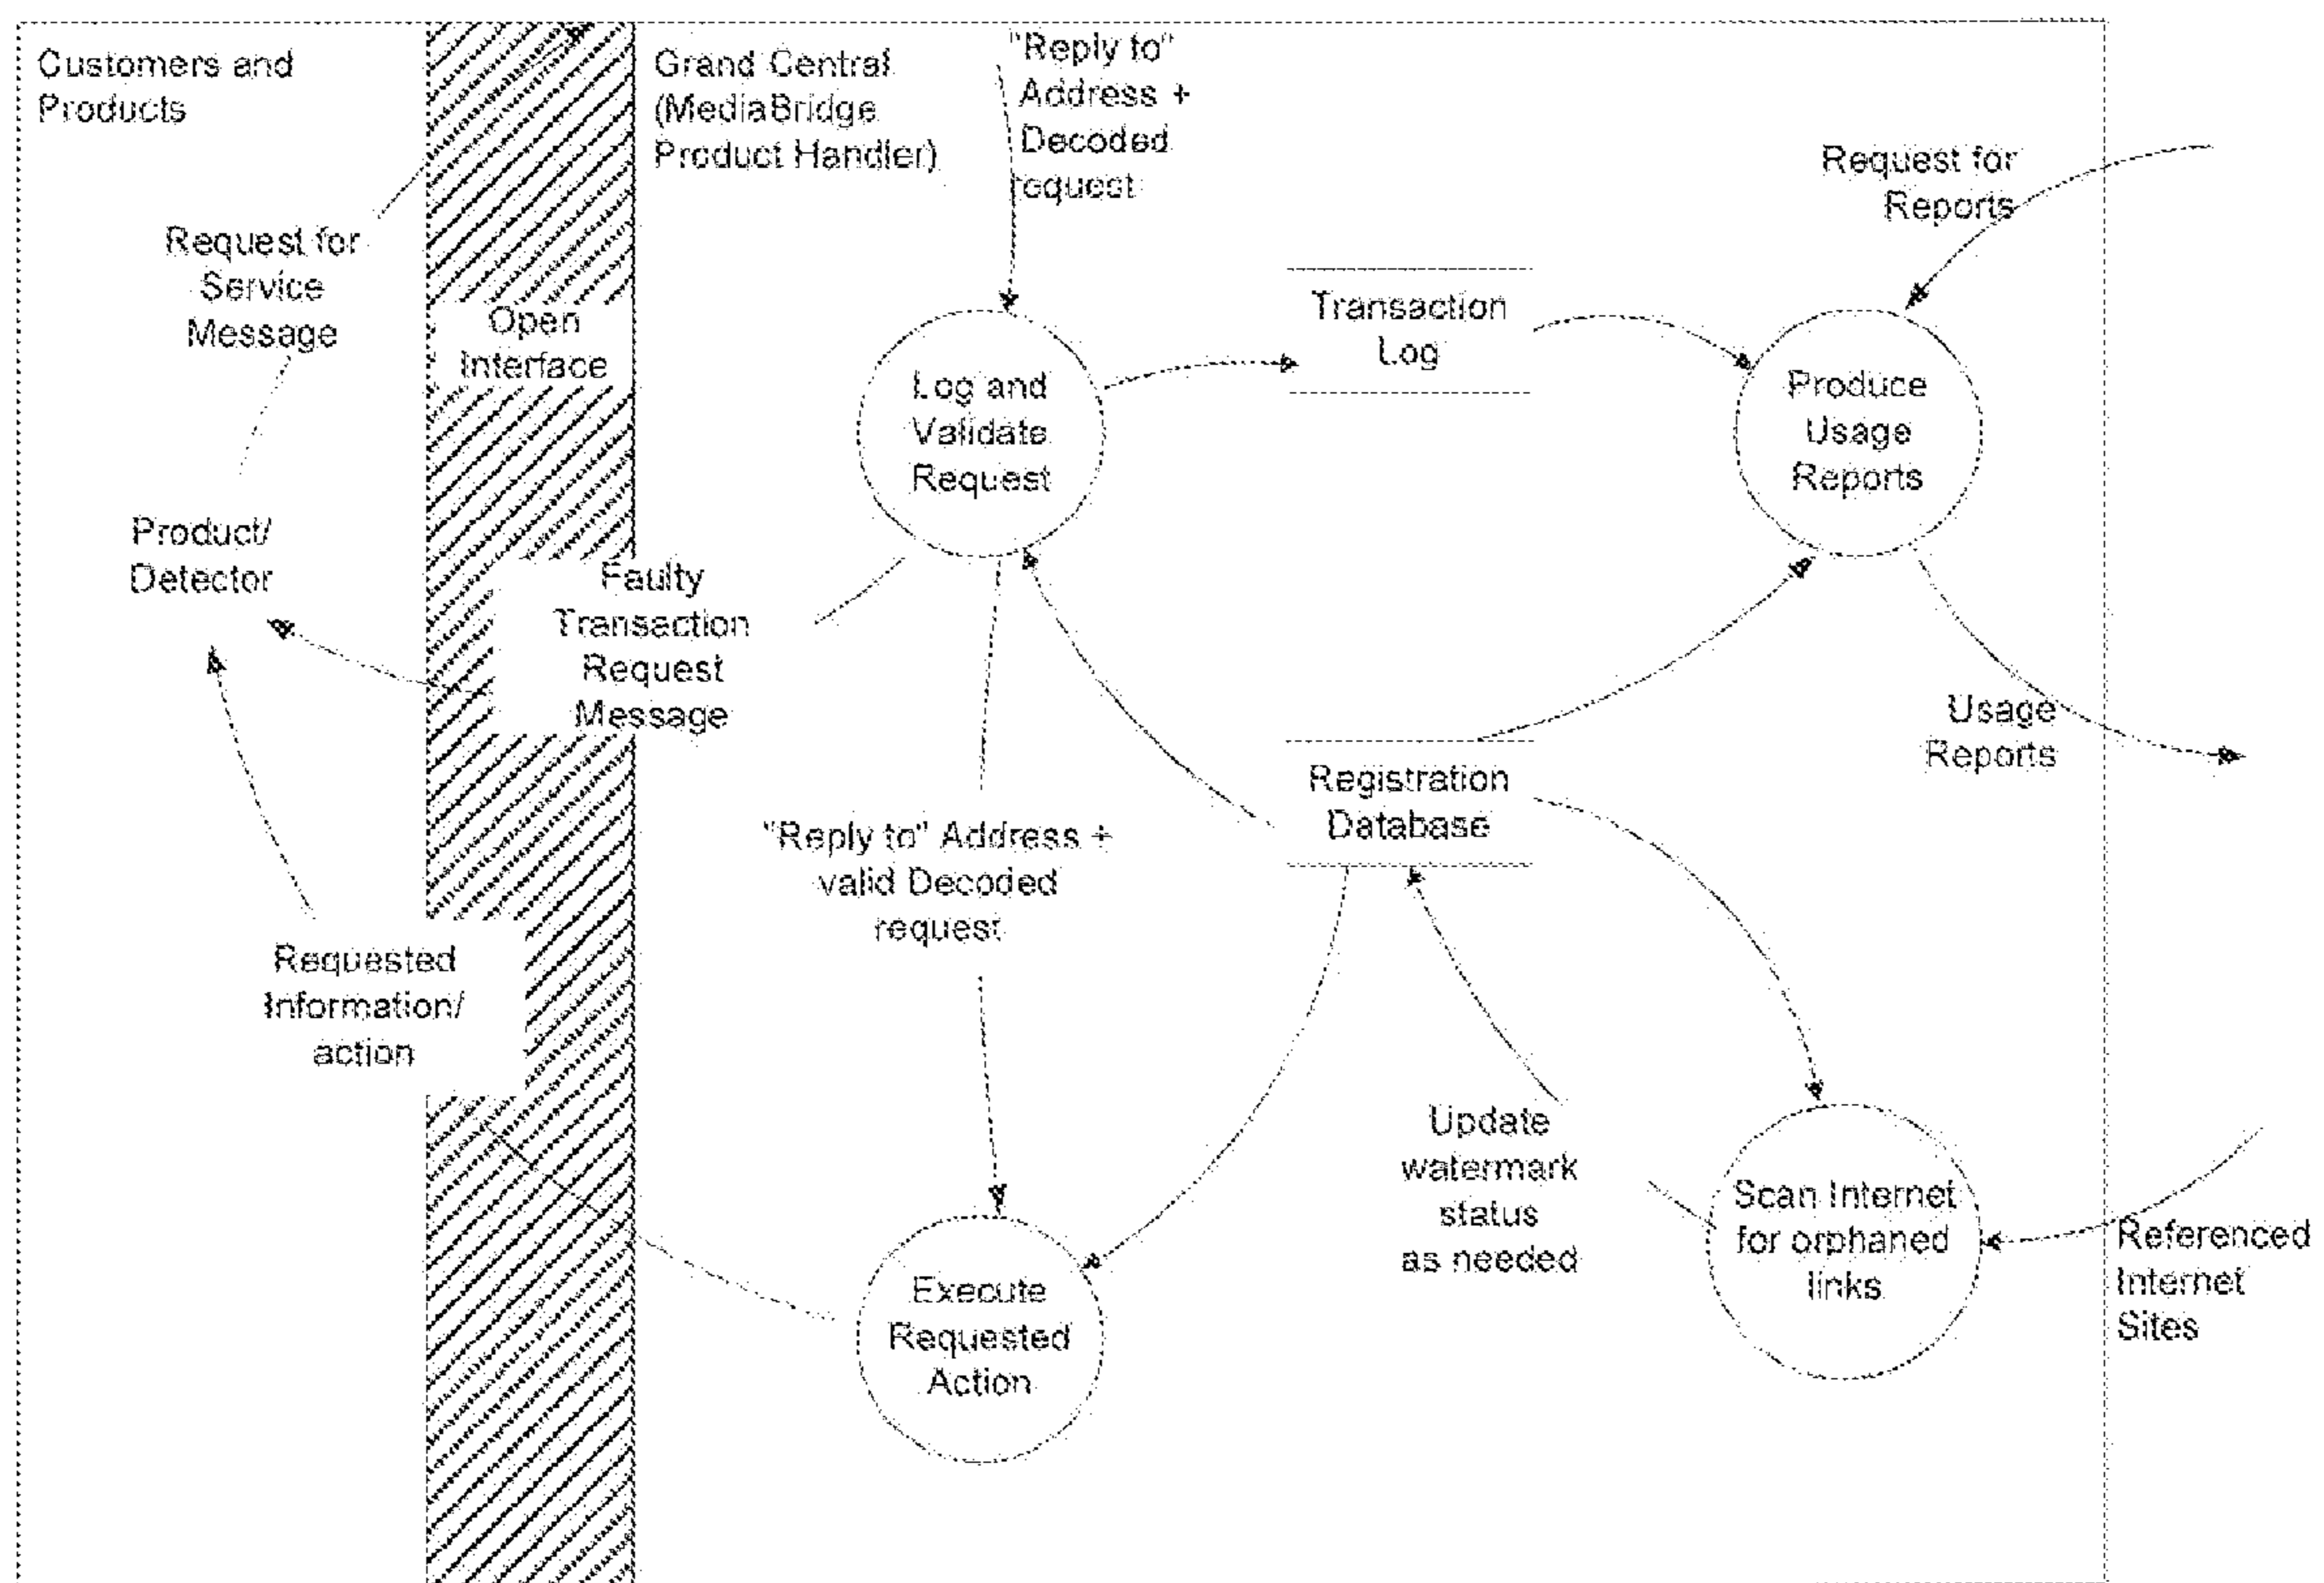 Customers and
Products
Grand Central
(MediaBridge
Product Handler)
"Reply to"
Address +
Decoded
request
Request for
Reports
Request for
Service
Message
Open
Interface
Transaction
Log
Log and
Validate
Request
Produce
Usage
Reports
Product/
Detector
Faulty
Transaction
Request
Message
Usage
Reports
Registration
Database
"Reply to" Address +
valid Decoded
request
Requested
Information/
action
Update
watermark
status
as needed
Scan Internet
for orphaned
links
Referenced
Internet
Sites
Execute
Requested
Action